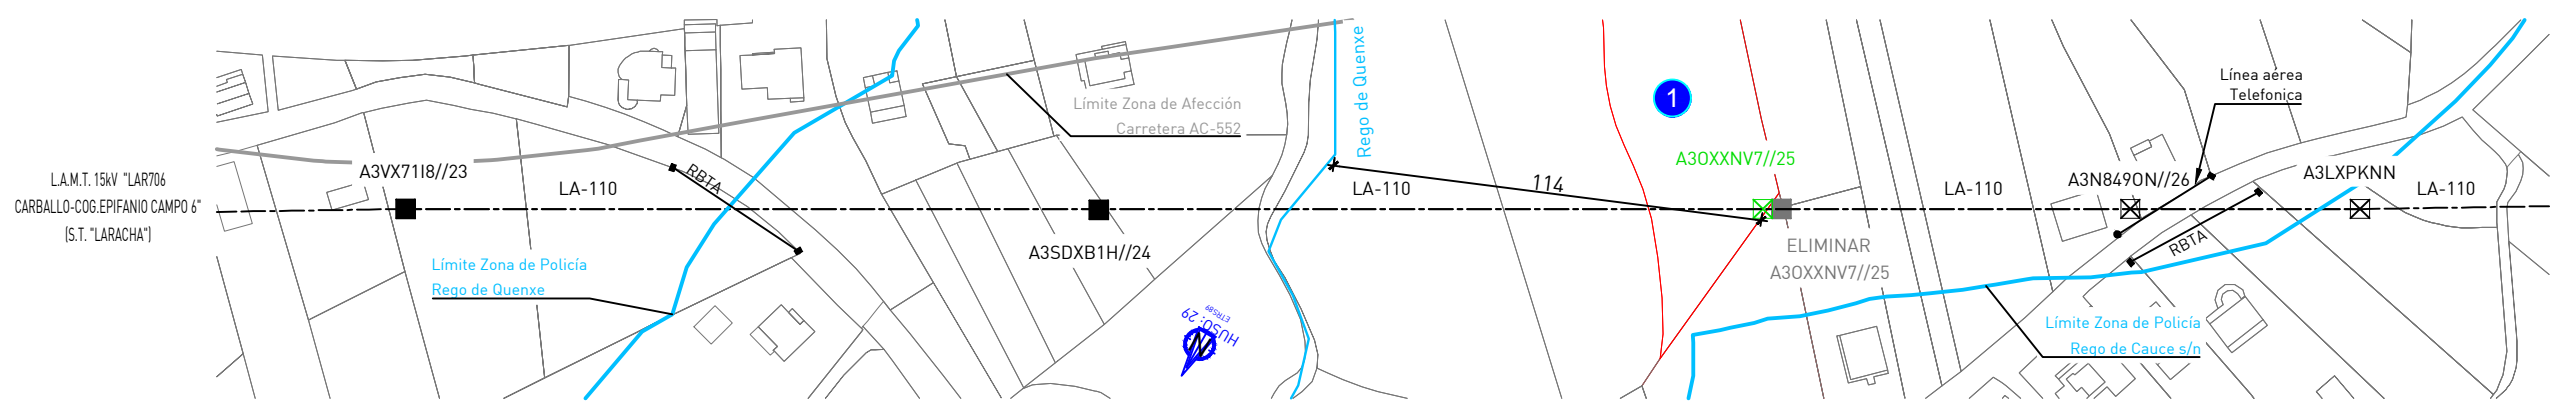 L.A.M.T. 15kV "LAR706
CARBALLO-COG.EPIFANIO CAMPO 6"
(S.T. "LARACHA")
A3VX71I8//23
LA-110
RBTA
Límite Zona de Policía
Rego de Quenxe
Límite Zona de Afección
Carretera AC-552
A3SDXB1H//24
HUSO: 29
ETRS89
N
Rego de Quenxe
LA-110
114
1
A3OXXNV7//25
ELIMINAR
A3OXXNV7//25
LA-110
Línea aérea
Telefonica
A3N849ON//26
RBTA
A3LXPKNN
LA-110
Límite Zona de Policía
Rego de Cauce s/n